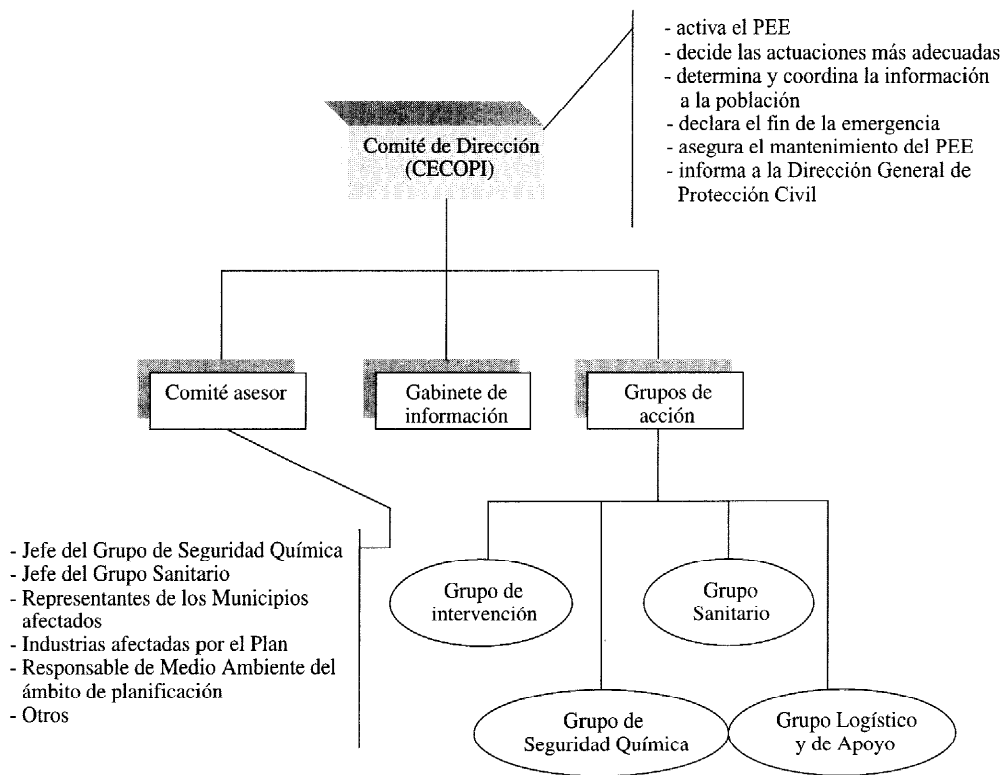 - activa el PEE
- decide las actuaciones más adecuadas
- determina y coordina la información
a la población
- declara el fin de la emergencia
- asegura el mantenimiento del PEE
- informa a la Dirección General de
Protección Civil
Comité de Dirección
(CECOPI)
Comité asesor
Gabinete de
información
Grupos de
acción
- Jefe del Grupo de Seguridad Química
- Jefe del Grupo Sanitario
- Representantes de los Municipios
afectados
- Industrias afectadas por el Plan
- Responsable de Medio Ambiente del
ámbito de planificación
- Otros
Grupo de
intervención
Grupo
Sanitario
Grupo de
Seguridad Química
Grupo Logístico
y de Apoyo